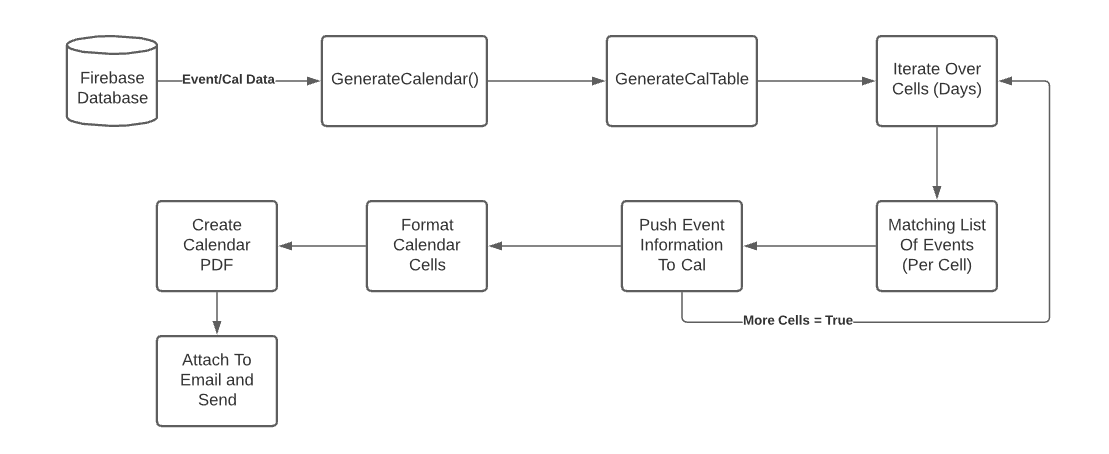 Firebase
Database
Event/Cal Data
GenerateCalendar()
GenerateCalTable
Iterate Over
Cells (Days)
Create
Calendar
PDF
Format
Calendar
Cells
Push Event
Information
To Cal
Matching List
Of Events
(Per Cell)
More Cells = True
Attach To
Email and
Send